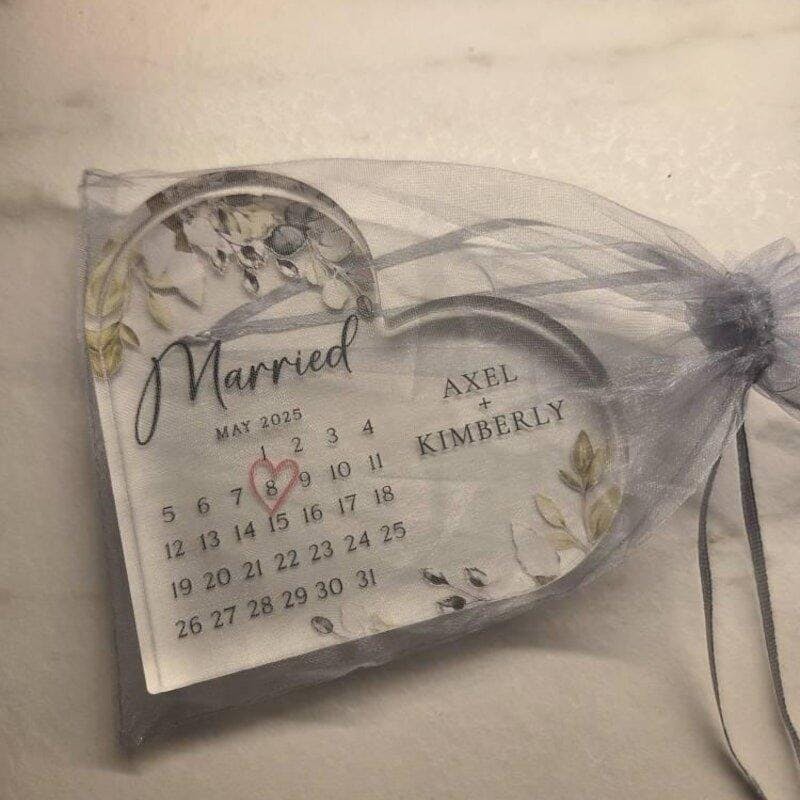 Married
MAY 2025
1 2 3 4
5 6 7 8 9 10 11
12 13 14 15 16 17 18
19 20 21 22 23 24 25
26 27 28 29 30 31
AXEL
+
KIMBERLY